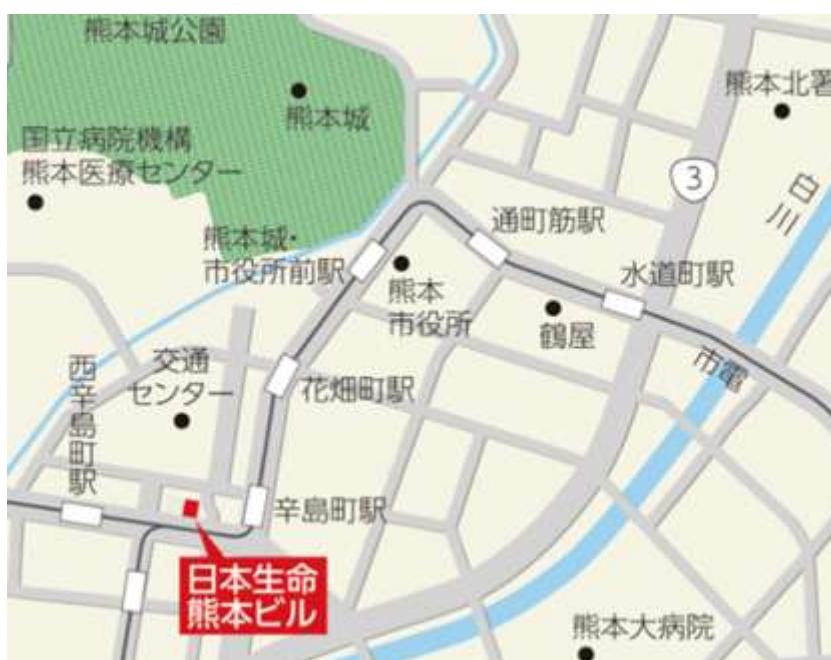 熊本城公園
熊本城
熊本北署
国立病院機構
熊本医療センター
3
白川
通町筋駅
熊本城・
市役所前駅
水道町駅
熊本
市役所
鶴屋
市電
交通
センター
花畑町駅
西辛島町駅
辛島町駅
日本生命
熊本ビル
熊本大病院